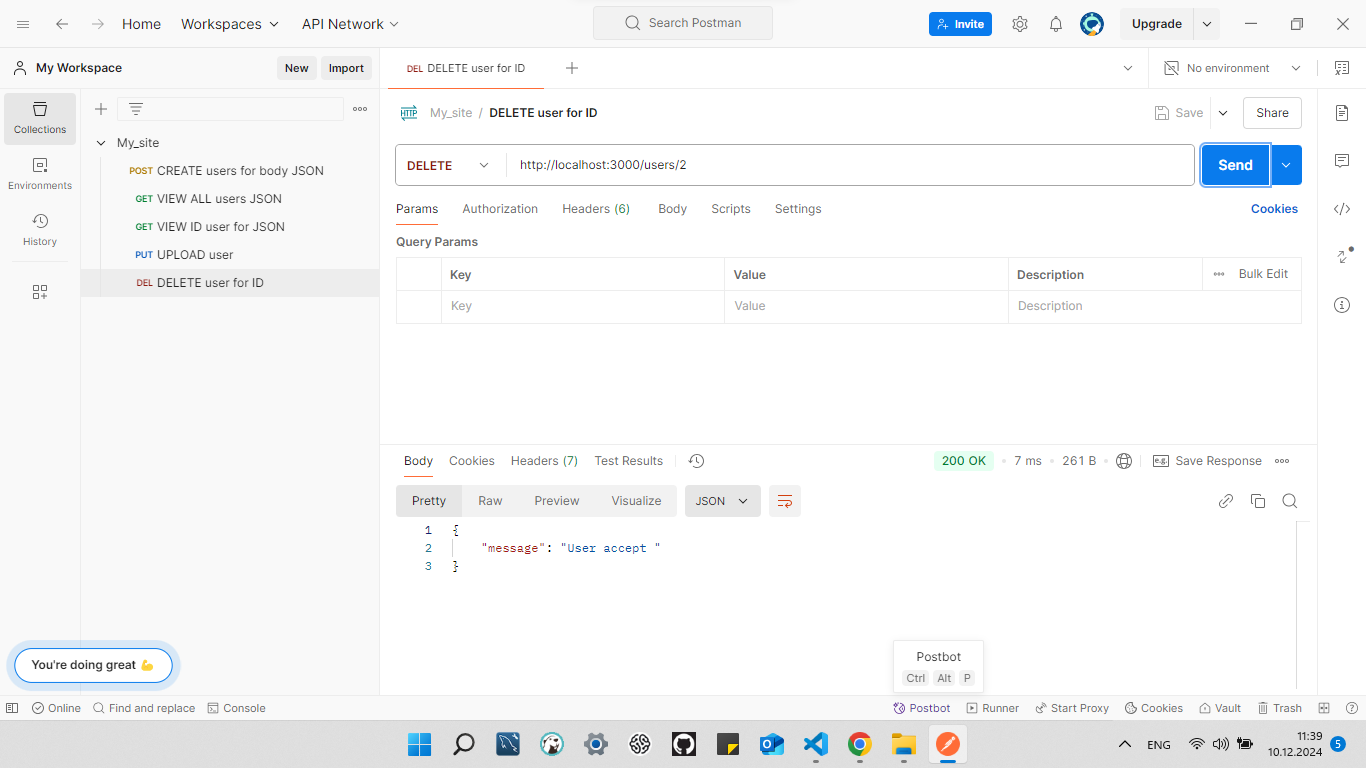 Home Workspaces API Network Search Postman Invite Upgrade
My Workspace New Import DEL DELETE user for ID No environment
Collections
Environments
History
My_site
POST CREATE users for body JSON
GET VIEW ALL users JSON
GET VIEW ID user for JSON
PUT UPLOAD user
DEL DELETE user for ID
HTTP My_site / DELETE user for ID Save Share
DELETE http://localhost:3000/users/2 Send
Params Authorization Headers (6) Body Scripts Settings Cookies
Query Params
Key Value Description Bulk Edit
Key Value Description
Body Cookies Headers (7) Test Results 200 OK 7 ms 261 B e.g. Save Response
Pretty Raw Preview Visualize JSON
1 {
2 "message": "User accept "
3 }
Postbot
Ctrl Alt P
You're doing great 💪
Online Find and replace Console Postbot Runner Start Proxy Cookies Vault Trash
ENG 11:39
10.12.2024 5